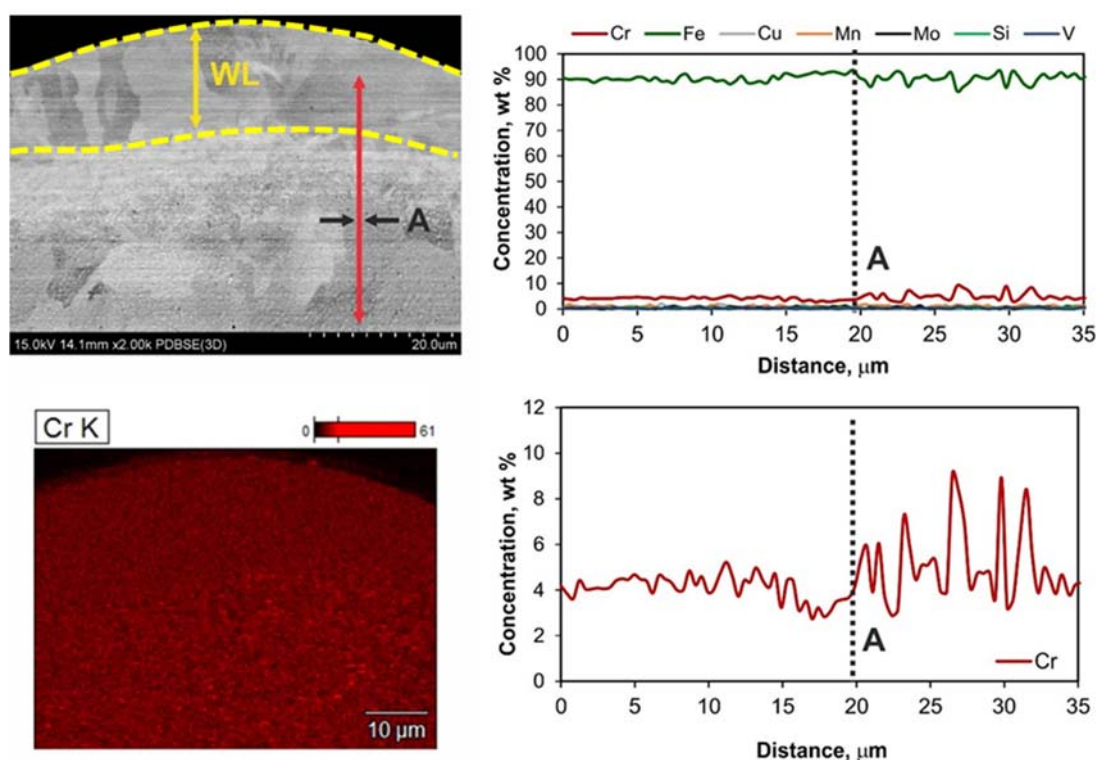 WL
A
15.0kV 14.1mm x2.00k PDBSE(3D) 20.0um
Cr Fe Cu Mn Mo Si V
Concentration, wt %
100
90
80
70
60
50
40
30
20
10
0
A
0 5 10 15 20 25 30 35
Distance, μm
Cr K
0 61
10 μm
Concentration, wt %
12
10
8
6
4
2
0
A
Cr
0 5 10 15 20 25 30 35
Distance, μm